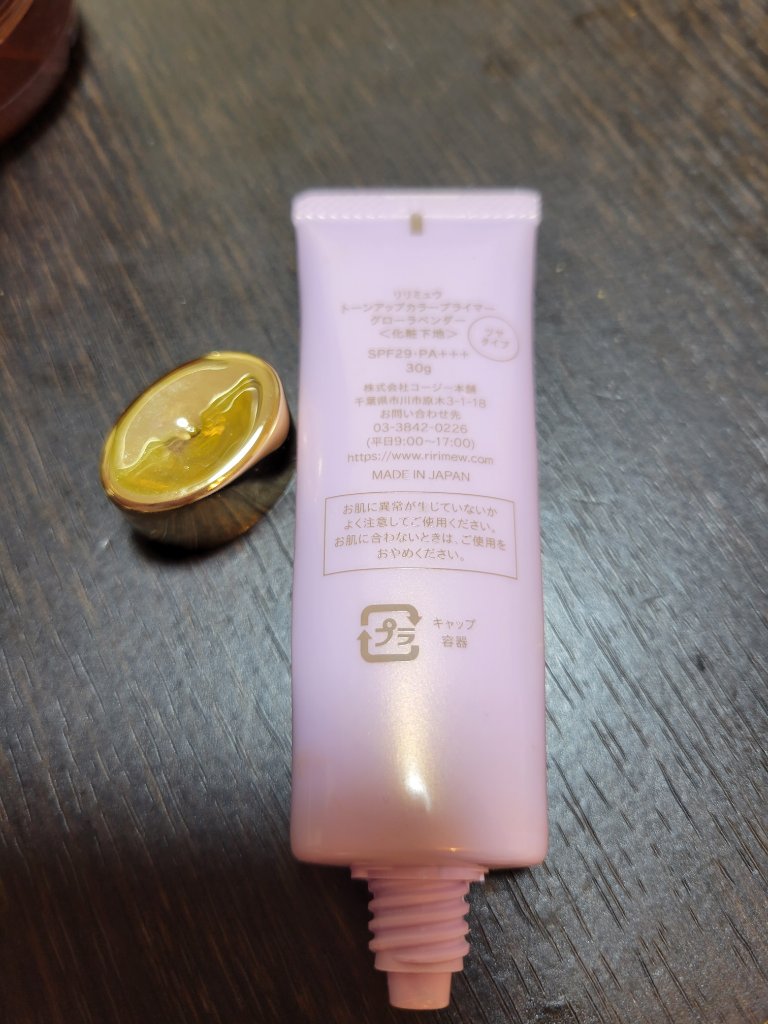 リリミュウ
トーンアップカラープライマー
グローラベンダー
＜化粧下地＞
ツヤ
タイプ
SPF29・PA+++
30g
株式会社コージー本舗
千葉県市川市原木3-1-18
お問い合わせ先
03-3842-0226
(平日9:00〜17:00)
https://www.ririmew.com
MADE IN JAPAN
お肌に異常が生じていないか
よく注意してご使用ください。
お肌に合わないときは、ご使用を
おやめください。
プラ
キャップ
容器